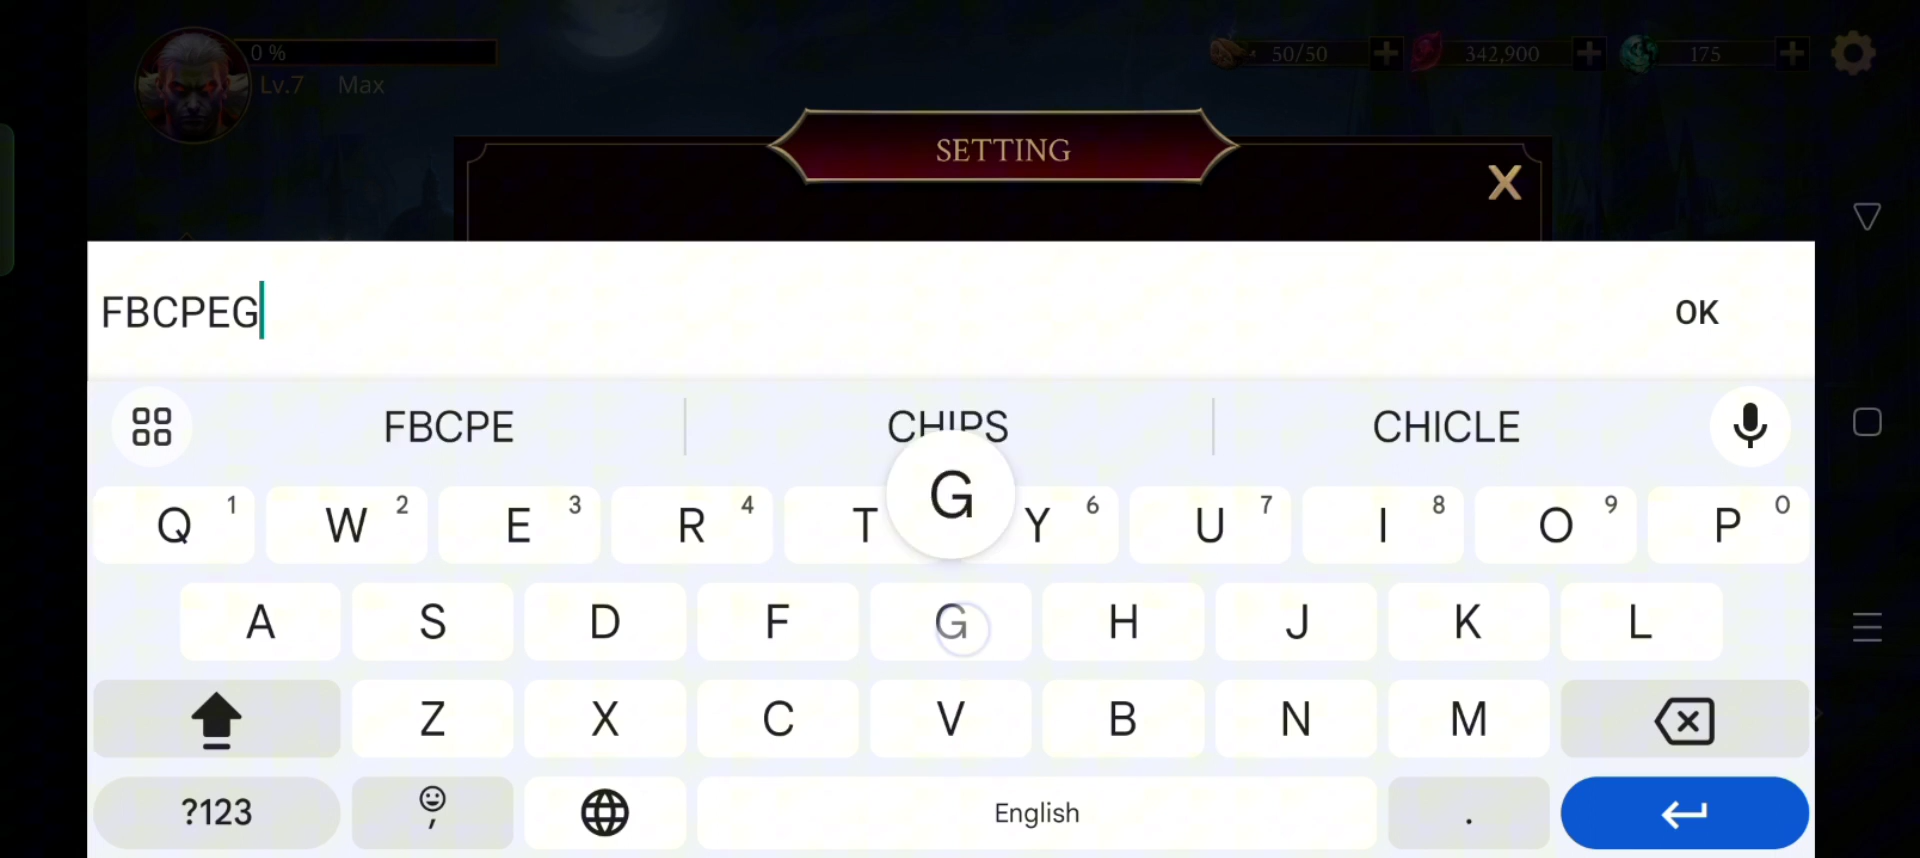 0 %
50/50
342,900
175
Lv.7 Max
SETTING
X
FBCPEG
OK
FBCPE CHIPS CHICLE
G
Q 1 W 2 E 3 R 4 T Y 6 U 7 I 8 O 9 P 0
A S D F G H J K L
Z X C V B N M
?123 , English .